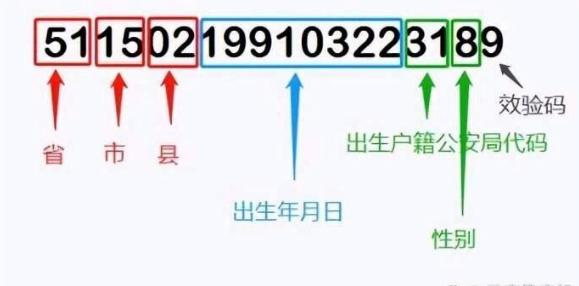 511502199103223189
效验码
出生户籍公安局代码
省 市 县
出生年月日
性别